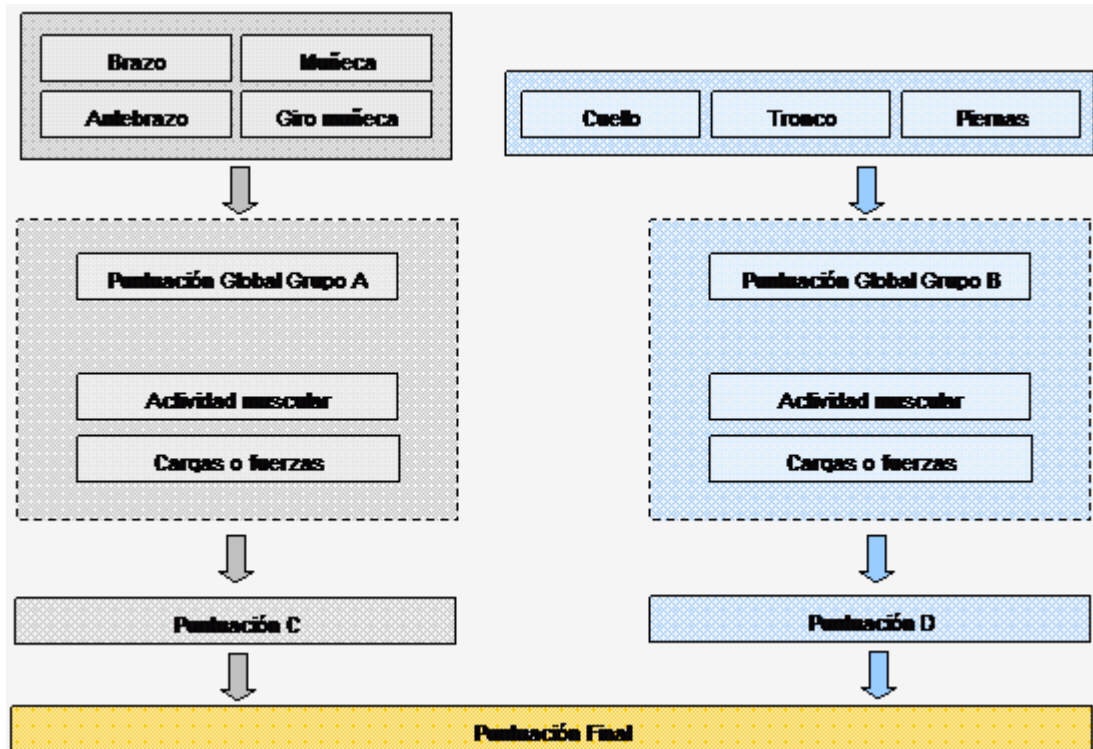 Brazo
Muñeca
Antebrazo
Giro muñeca
Cuello
Tronco
Piernas
Puntuación Global Grupo A
Actividad muscular
Cargas o fuerzas
Puntuación Global Grupo B
Actividad muscular
Cargas o fuerzas
Puntuación C
Puntuación D
Puntuación Final